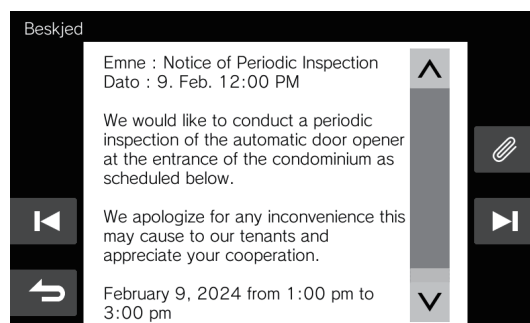 Beskjed
Emne : Notice of Periodic Inspection
Dato : 9. Feb. 12:00 PM
We would like to conduct a periodic
inspection of the automatic door opener
at the entrance of the condominium as
scheduled below.
We apologize for any inconvenience this
may cause to our tenants and
appreciate your cooperation.
February 9, 2024 from 1:00 pm to
3:00 pm